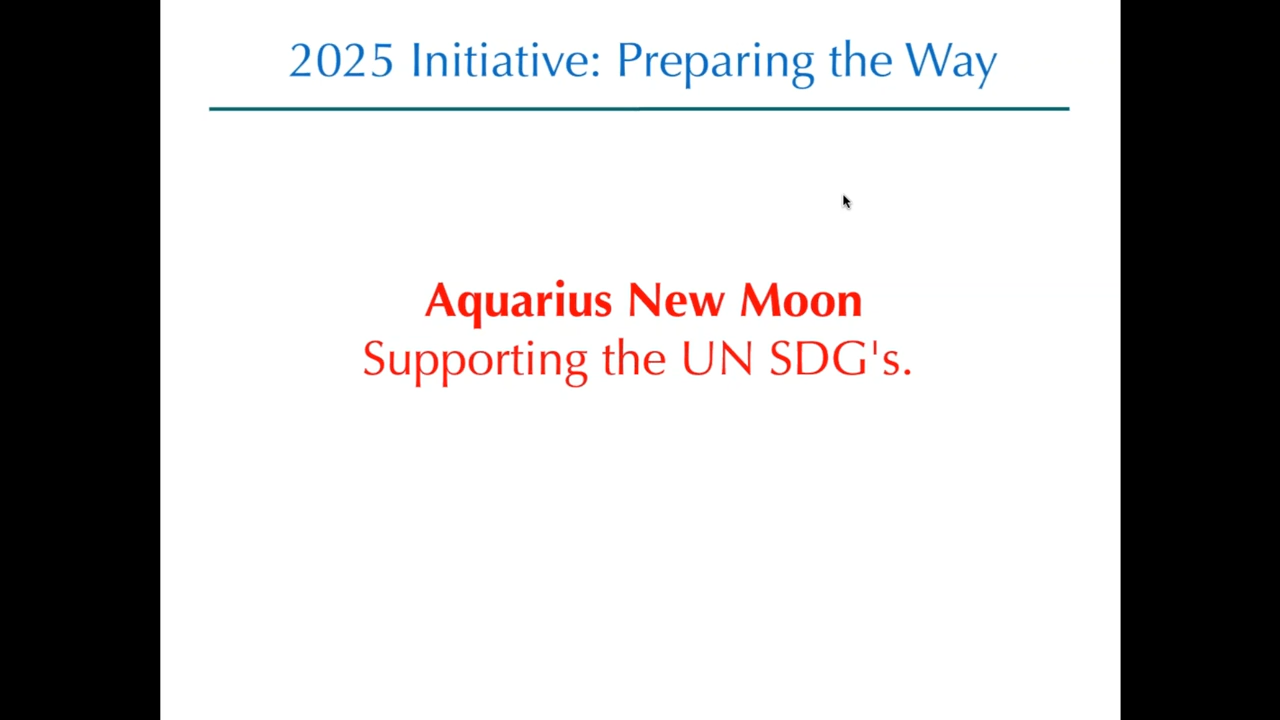 2025 Initiative: Preparing the Way
Aquarius New Moon
Supporting the UN SDG's.